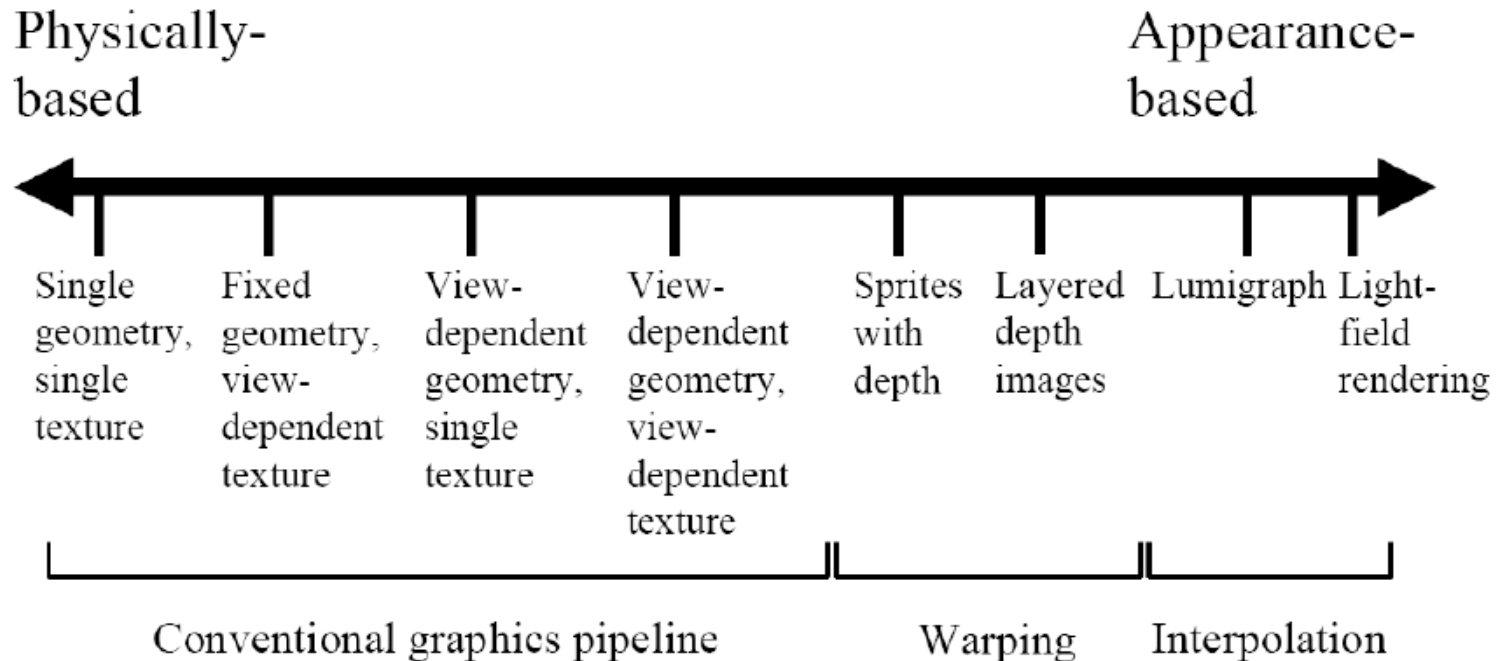 Physically-
based
Appearance-
based
Single
geometry,
single
texture
Fixed
geometry,
view-
dependent
texture
View-
dependent
geometry,
single
texture
View-
dependent
geometry,
view-
dependent
texture
Sprites
with
depth
Layered
depth
images
Lumigraph
Light-
field
rendering
Conventional graphics pipeline
Warping
Interpolation